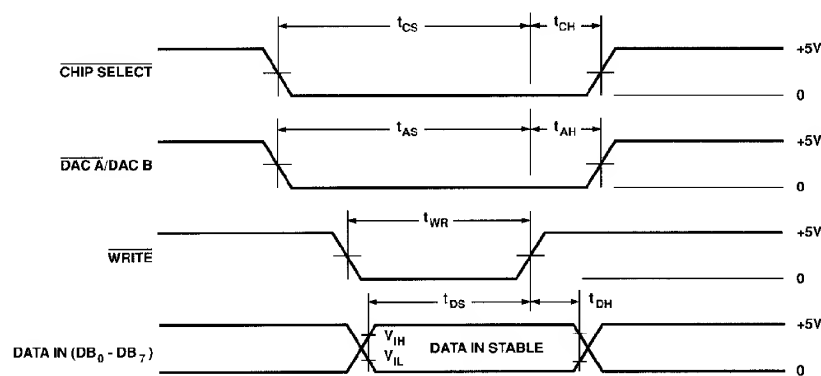 tCS
tCH
+5V
CHIP SELECT
0
tAS
tAH
+5V
DAC A/DAC B
0
tWR
+5V
WRITE
0
tDS
tDH
+5V
VIH
DATA IN (DB0 - DB7)
DATA IN STABLE
VIL
0